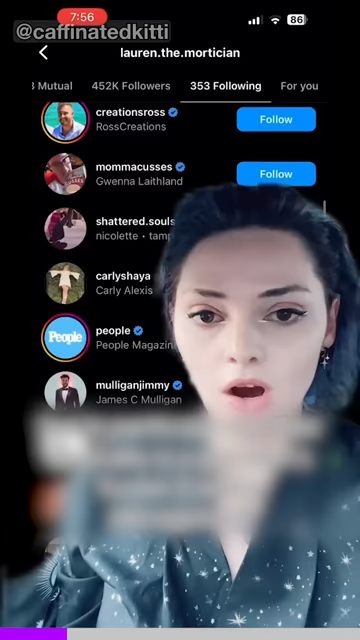 7:56
86
@caffinatedkitti
lauren.the.mortician
Mutual
452K Followers
353 Following
For you
creationsross
RossCreations
Follow
mommacusses
Gwenna Laithland
Follow
shattered.souls
nicolette •
carlyshaya
Carly Alexis
People
people
People Magazin
mulliganjimmy
James C Mulligan